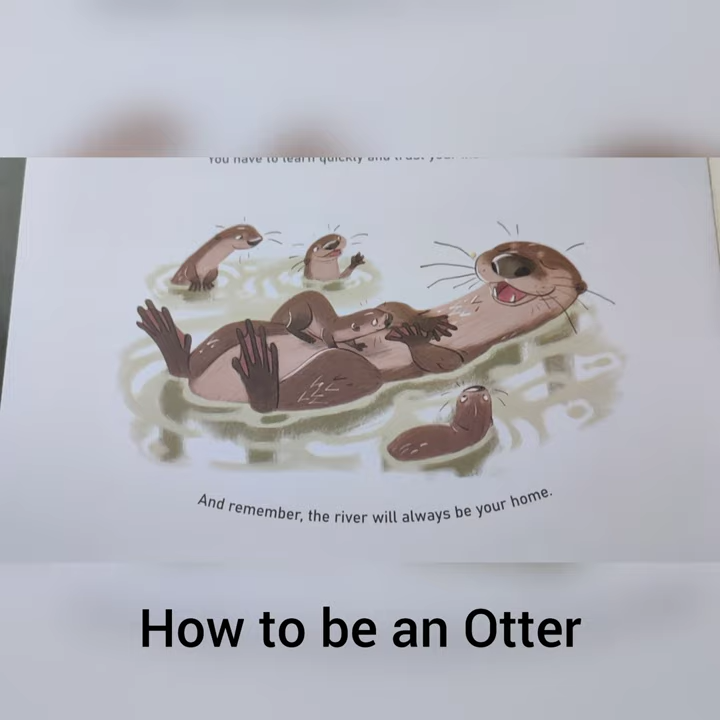 You have to learn quickly and trust your
And remember, the river will always be your home.
How to be an Otter